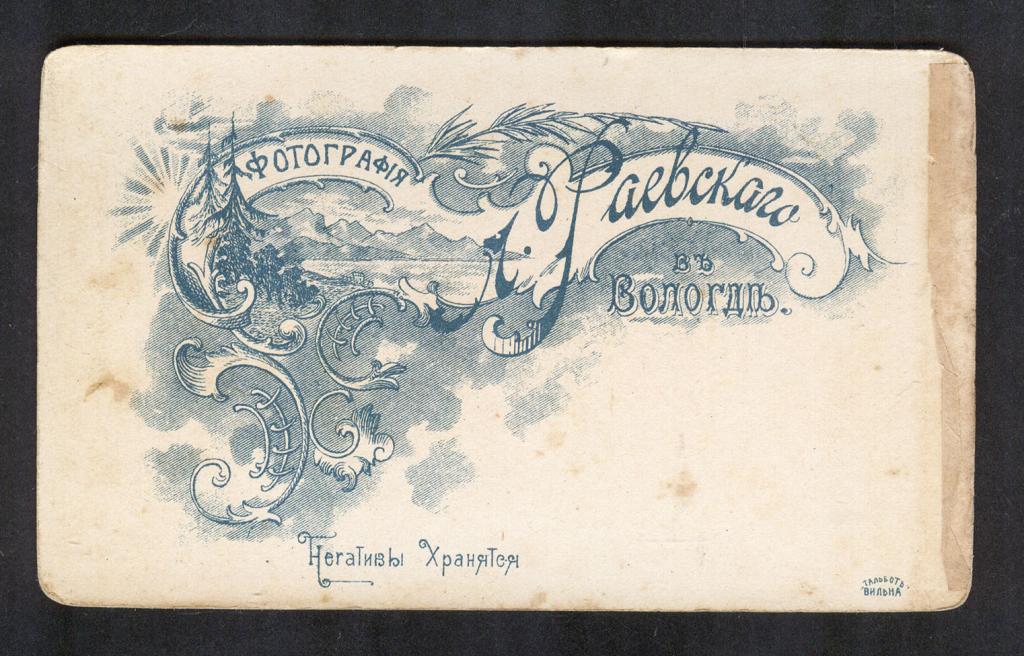 ФОТОГРАФІЯ
Л. Раевскаго
въ
Вологдѣ.
Негативы Хранятся
ТАЛЬБОТЪ
ВИЛЬНА